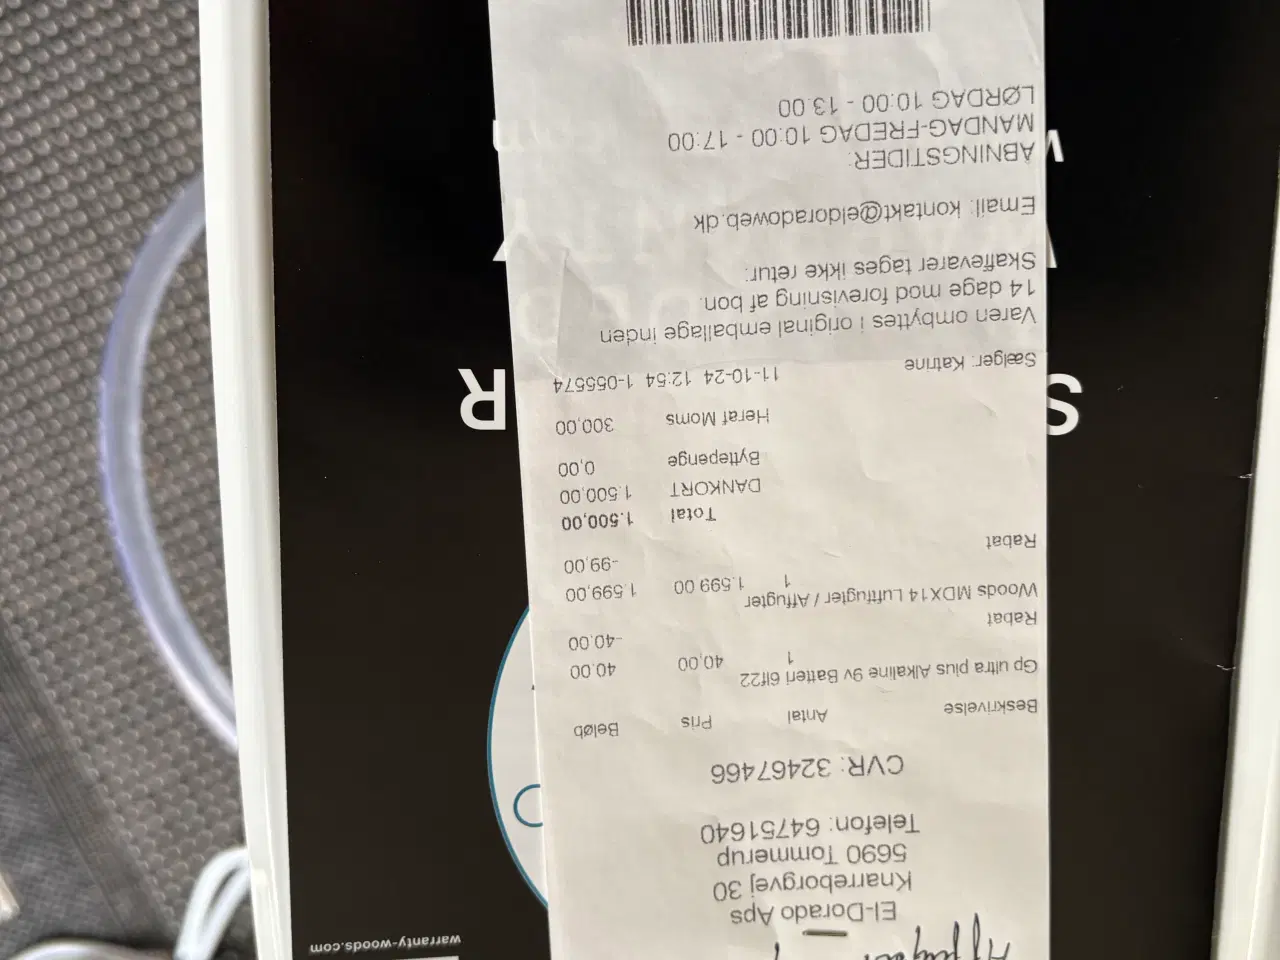 El-Dorado Aps
Knarreborgvej 30
5690 Tommerup
Telefon: 64751640
CVR: 32467466
Beskrivelse Antal Pris Beløb
Gp ultra plus Alkaline 9v Batteri 6lf22
1 40,00 40,00
Rabat -40,00
Woods MDX14 Luftfugter / Affugter
1 1.599,00 1.599,00
Rabat -99,00
Total 1.500,00
DANKORT 1.500,00
Byttepenge 0,00
Heraf Moms 300,00
Sælger: Katrine 11-10-24 12:54 1-055574
Varen ombyttes i original emballage inden
14 dage mod forevisning af bon.
Skaffevarer tages ikke retur.
Email: kontakt@eldoradoweb.dk
ÅBNINGSTIDER:
MANDAG-FREDAG 10:00 - 17:00
LØRDAG 10:00 - 13.00
warranty-woods.com